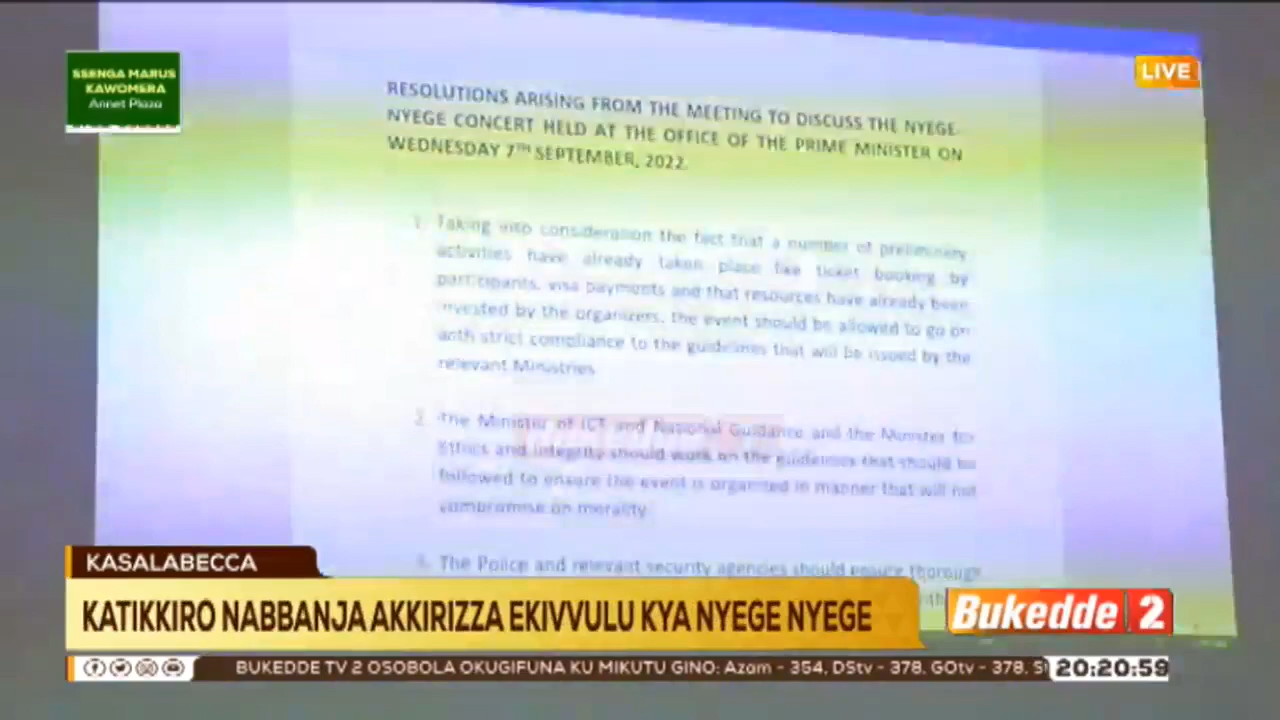 SSENGA MARUS
KAWOMERA
Annet Plaza
LIVE
RESOLUTIONS ARISING FROM THE MEETING TO DISCUSS THE NYEGE-
NYEGE CONCERT HELD AT THE OFFICE OF THE PRIME MINISTER ON
WEDNESDAY 7TH SEPTEMBER, 2022.
1. Taking into consideration the fact that a number of preliminary
activities have already taken place like ticket booking by
participants, visa payments and that resources have already been
invested by the organizers, the event should be allowed to go on
with strict compliance to the guidelines that will be issued by the
relevant Ministries
2. The Minister of ICT and National Guidance and the Minister for
Ethics and integrity should work on the guidelines that should be
followed to ensure the event is organised in manner that will not
compromise on morality
3. The Police and relevant security agencies should ensure thorough
KASALABECCA
KATIKKIRO NABBANJA AKKIRIZZA EKIVVULU KYA NYEGE NYEGE
Bukedde 2
BUKEDDE TV 2 OSOBOLA OKUGIFUNA KU MIKUTU GINO: Azam - 354, DStv - 378, GOtv - 378, S
20:20:59